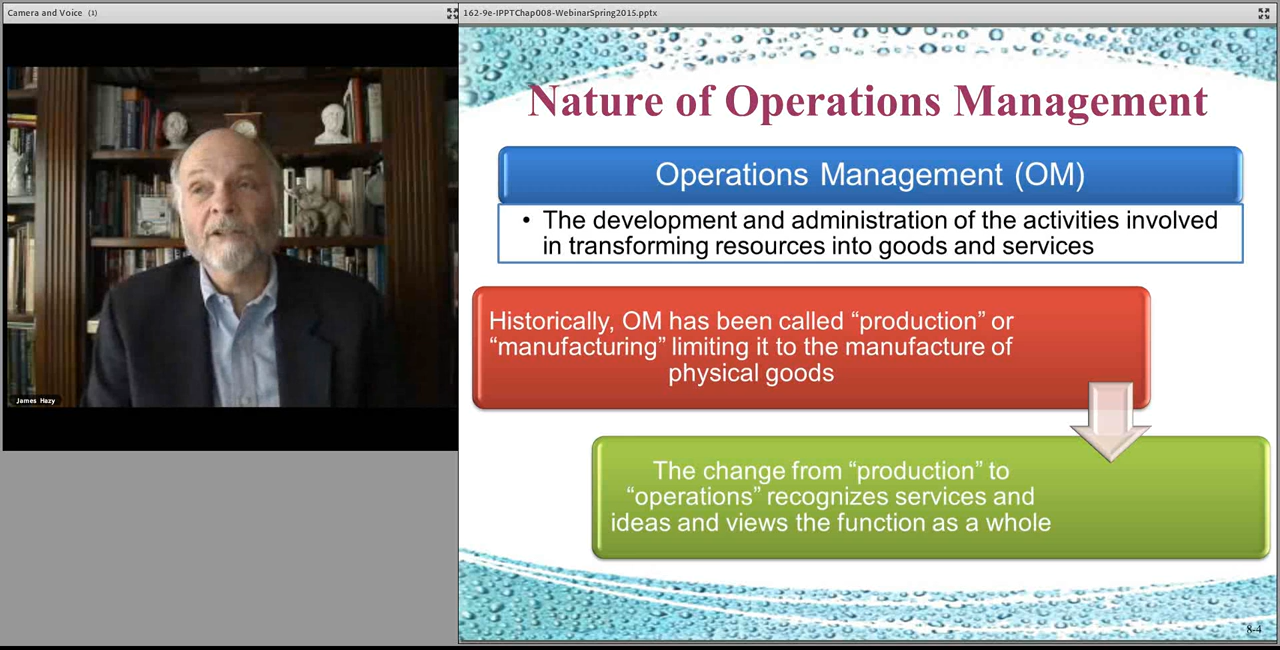 Camera and Voice (1)
162-9e-IPPTChap008-WebinarSpring2015.pptx
James Hazy
Nature of Operations Management
Operations Management (OM)
• The development and administration of the activities involved
in transforming resources into goods and services
Historically, OM has been called “production” or
“manufacturing” limiting it to the manufacture of
physical goods
The change from “production” to
“operations” recognizes services and
ideas and views the function as a whole
8-4